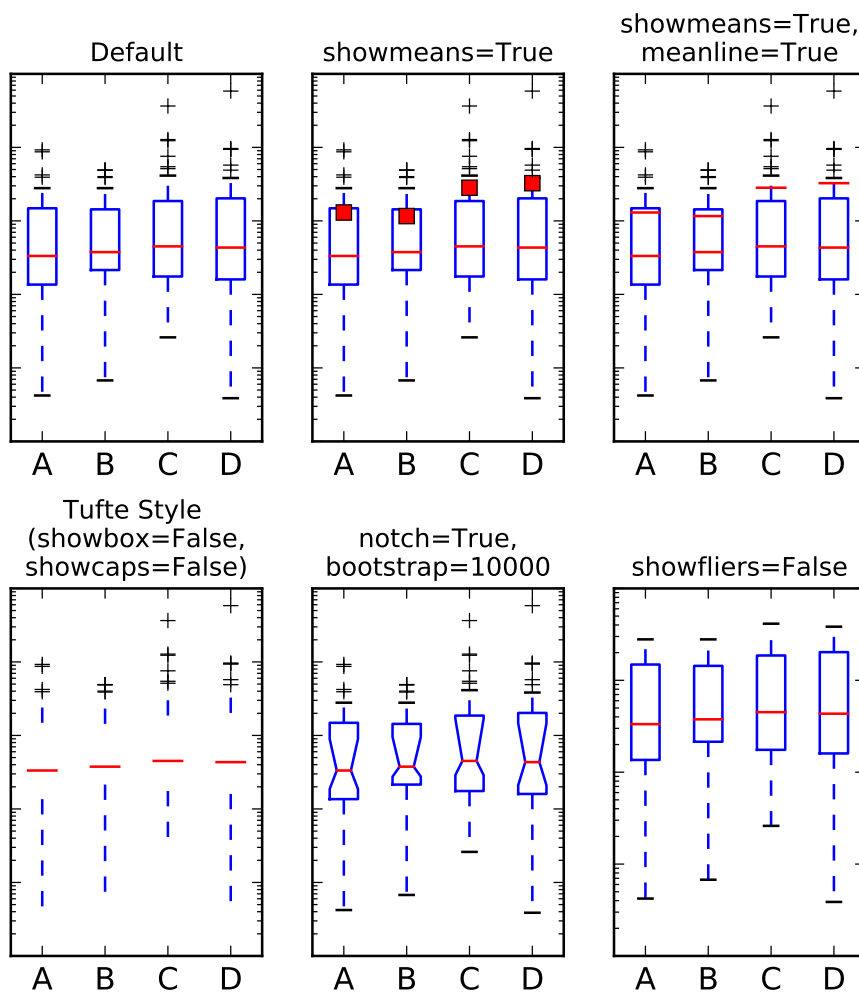 Default
showmeans=True
showmeans=True,
meanline=True
A B C D
A B C D
A B C D
Tufte Style
(showbox=False,
showcaps=False)
notch=True,
bootstrap=10000
showfliers=False
A B C D
A B C D
A B C D